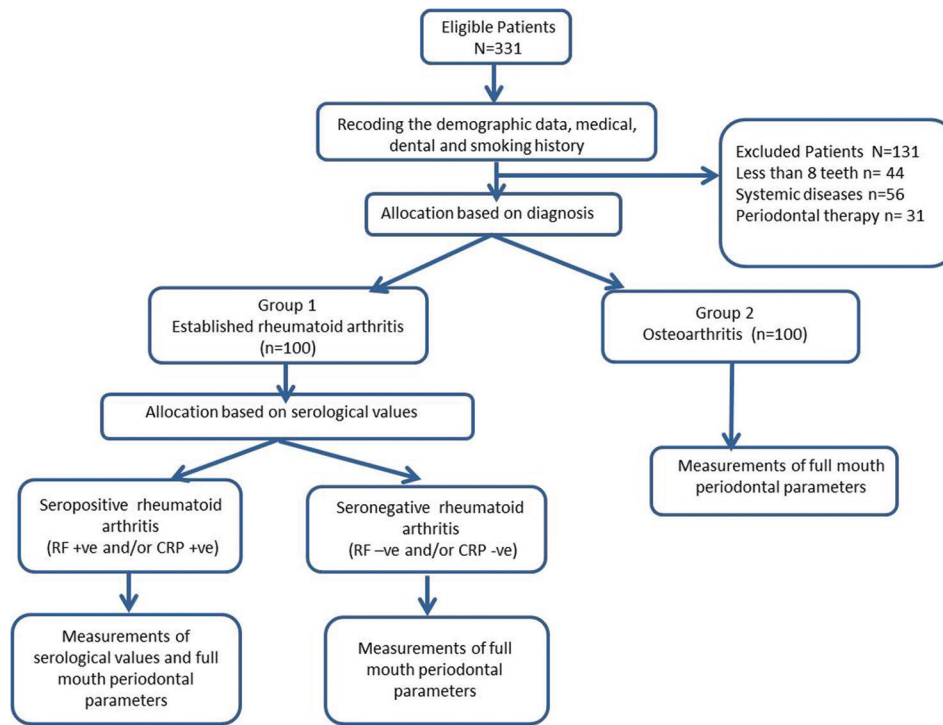 Eligible Patients
N=331
Recoding the demographic data, medical,
dental and smoking history
Excluded Patients N=131
Less than 8 teeth n= 44
Systemic diseases n=56
Periodontal therapy n= 31
Allocation based on diagnosis
Group 1
Established rheumatoid arthritis
(n=100)
Group 2
Osteoarthritis (n=100)
Allocation based on serological values
Measurements of full mouth
periodontal parameters
Seropositive rheumatoid
arthritis
(RF +ve and/or CRP +ve)
Seronegative rheumatoid
arthritis
(RF –ve and/or CRP -ve)
Measurements of
serological values and full
mouth periodontal
parameters
Measurements of full
mouth periodontal
parameters